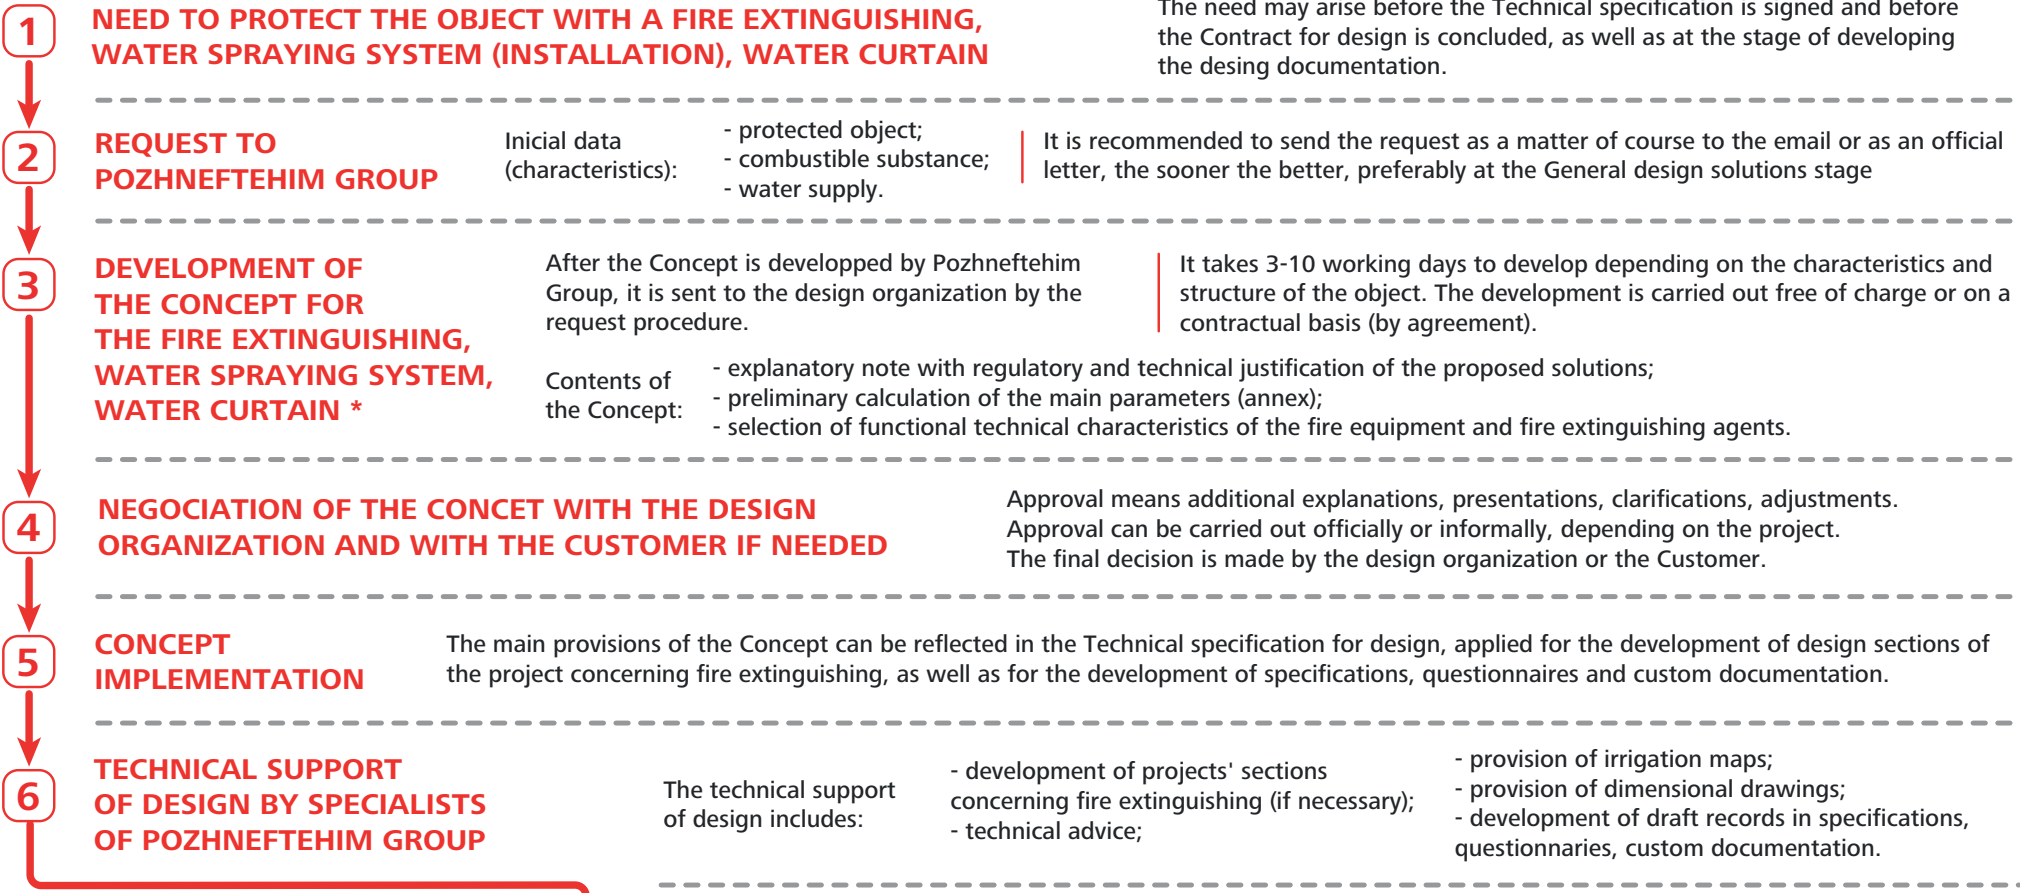 1
NEED TO PROTECT THE OBJECT WITH A FIRE EXTINGUISHING,
WATER SPRAYING SYSTEM (INSTALLATION), WATER CURTAIN
The need may arise before the Technical specification is signed and before
the Contract for design is concluded, as well as at the stage of developing
the desing documentation.
2
REQUEST TO
POZHNEFTEHIM GROUP
Inicial data
(characteristics):
- protected object;
- combustible substance;
- water supply.
It is recommended to send the request as a matter of course to the email or as an official
letter, the sooner the better, preferably at the General design solutions stage
3
DEVELOPMENT OF
THE CONCEPT FOR
THE FIRE EXTINGUISHING,
WATER SPRAYING SYSTEM,
WATER CURTAIN *
After the Concept is developped by Pozhneftehim
Group, it is sent to the design organization by the
request procedure.
It takes 3-10 working days to develop depending on the characteristics and
structure of the object. The development is carried out free of charge or on a
contractual basis (by agreement).
Contents of
the Concept:
- explanatory note with regulatory and technical justification of the proposed solutions;
- preliminary calculation of the main parameters (annex);
- selection of functional technical characteristics of the fire equipment and fire extinguishing agents.
4
NEGOCIATION OF THE CONCET WITH THE DESIGN
ORGANIZATION AND WITH THE CUSTOMER IF NEEDED
Approval means additional explanations, presentations, clarifications, adjustments.
Approval can be carried out officially or informally, depending on the project.
The final decision is made by the design organization or the Customer.
5
CONCEPT
IMPLEMENTATION
The main provisions of the Concept can be reflected in the Technical specification for design, applied for the development of design sections of
the project concerning fire extinguishing, as well as for the development of specifications, questionnaires and custom documentation.
6
TECHNICAL SUPPORT
OF DESIGN BY SPECIALISTS
OF POZHNEFTEHIM GROUP
The technical support
of design includes:
- development of projects' sections
concerning fire extinguishing (if necessary);
- technical advice;
- provision of irrigation maps;
- provision of dimensional drawings;
- development of draft records in specifications,
questionnaries, custom documentation.